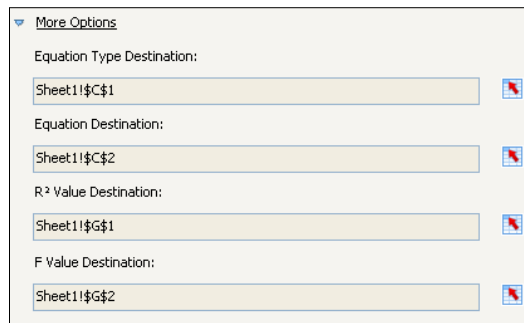 More Options
Equation Type Destination:
Sheet1!$C$1
Equation Destination:
Sheet1!$C$2
R² Value Destination:
Sheet1!$G$1
F Value Destination:
Sheet1!$G$2